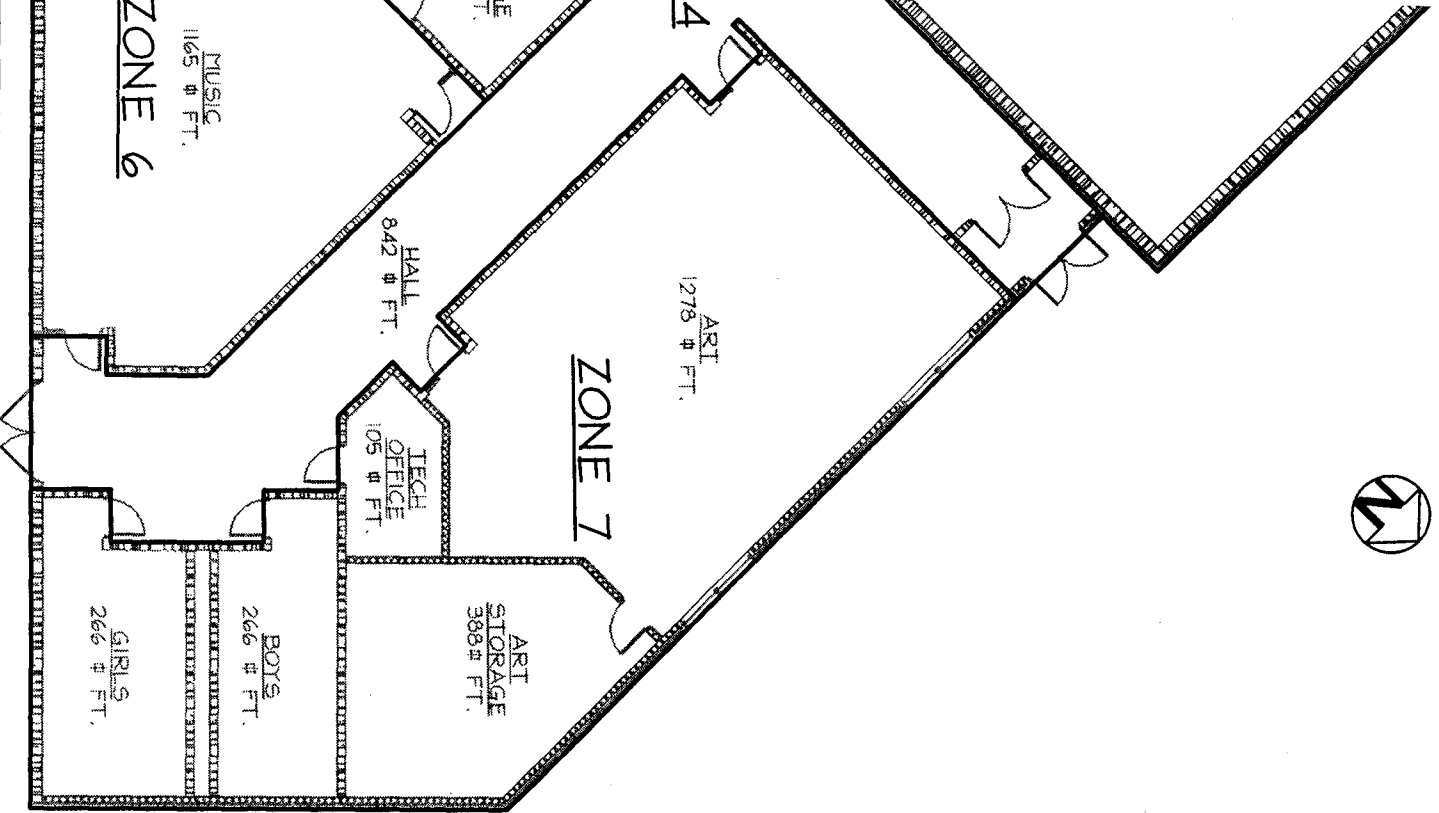 ZONE 6
MUSIC
1165 ⌗ FT.
LE
T.
4
HALL
842 ⌗ FT.
ART
1278 ⌗ FT.
ZONE 7
TECH
OFFICE
105 ⌗ FT.
ART
STORAGE
388⌗ FT.
BOYS
266 ⌗ FT.
GIRLS
266 ⌗ FT.
N